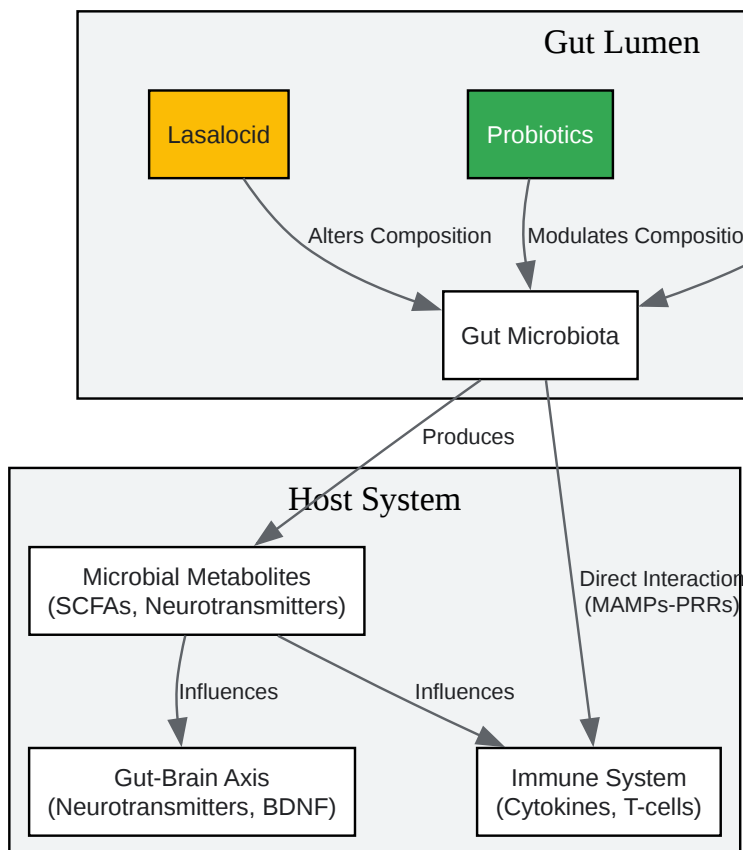 Gut Lumen
Lasalocid
Probiotics
Alters Composition
Modulates Compositio
Gut Microbiota
Produces
Host System
Microbial Metabolites
(SCFAs, Neurotransmitters)
Direct Interaction
(MAMPs-PRRs)
Influences
Influences
Gut-Brain Axis
(Neurotransmitters, BDNF)
Immune System
(Cytokines, T-cells)